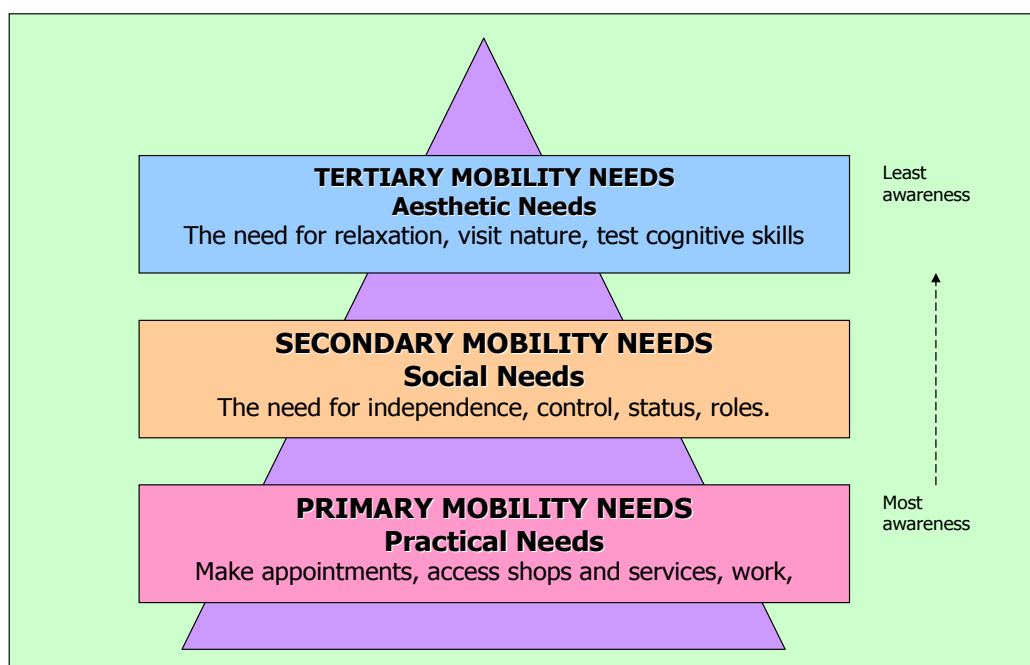 TERTIARY MOBILITY NEEDS
Aesthetic Needs
The need for relaxation, visit nature, test cognitive skills
Least
awareness
SECONDARY MOBILITY NEEDS
Social Needs
The need for independence, control, status, roles.
PRIMARY MOBILITY NEEDS
Practical Needs
Make appointments, access shops and services, work,
Most
awareness